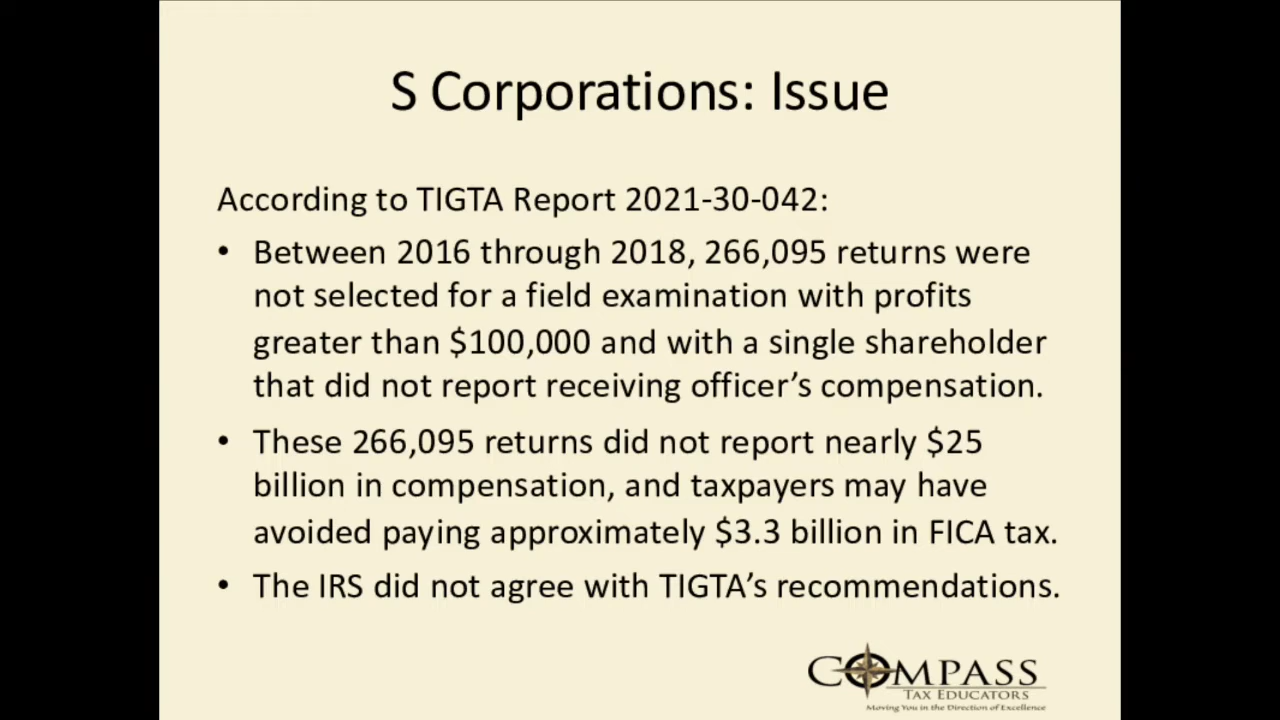 S Corporations: Issue
According to TIGTA Report 2021-30-042:
• Between 2016 through 2018, 266,095 returns were
not selected for a field examination with profits
greater than $100,000 and with a single shareholder
that did not report receiving officer’s compensation.
• These 266,095 returns did not report nearly $25
billion in compensation, and taxpayers may have
avoided paying approximately $3.3 billion in FICA tax.
• The IRS did not agree with TIGTA’s recommendations.
COMPASS
TAX EDUCATORS
Moving You in the Direction of Excellence